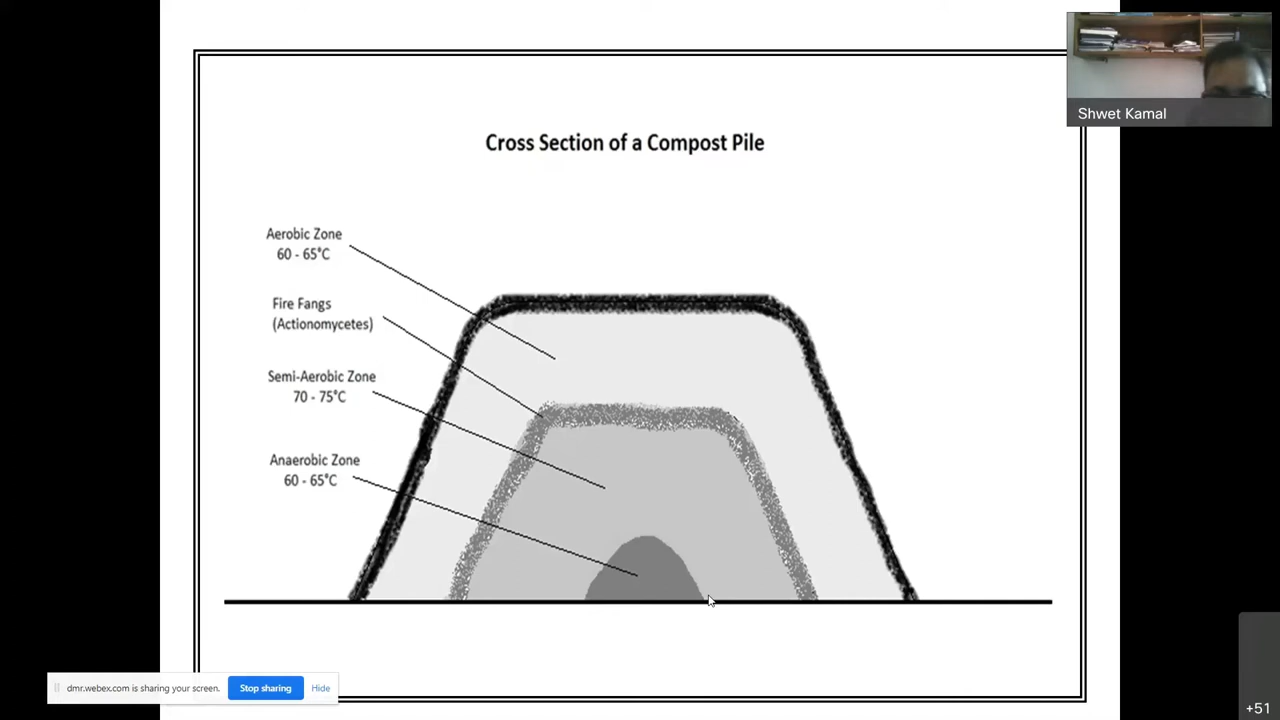 Shwet Kamal
Cross Section of a Compost Pile
Aerobic Zone
60 - 65°C
Fire Fangs
(Actionomycetes)
Semi-Aerobic Zone
70 - 75°C
Anaerobic Zone
60 - 65°C
dmr.webex.com is sharing your screen. Stop sharing Hide
+51